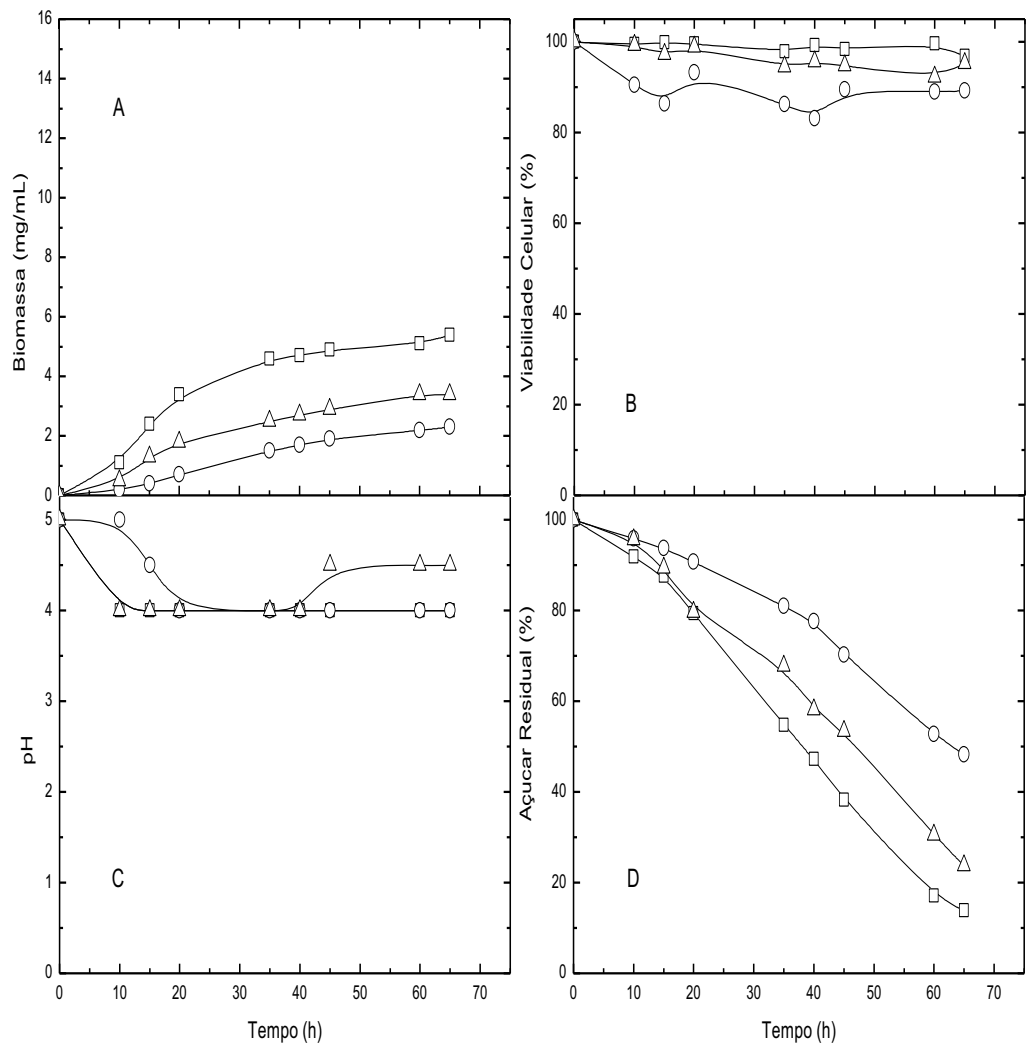 16
14
12
10
8
6
4
2
0
Biomassa (mg/mL)
A
100
80
60
40
20
0
Viabilidade Celular (%)
B
5
4
3
2
1
0
pH
C
0 10 20 30 40 50 60 70
Tempo (h)
100
80
60
40
20
0
Açucar Residual (%)
D
0 10 20 30 40 50 60 70
Tempo (h)